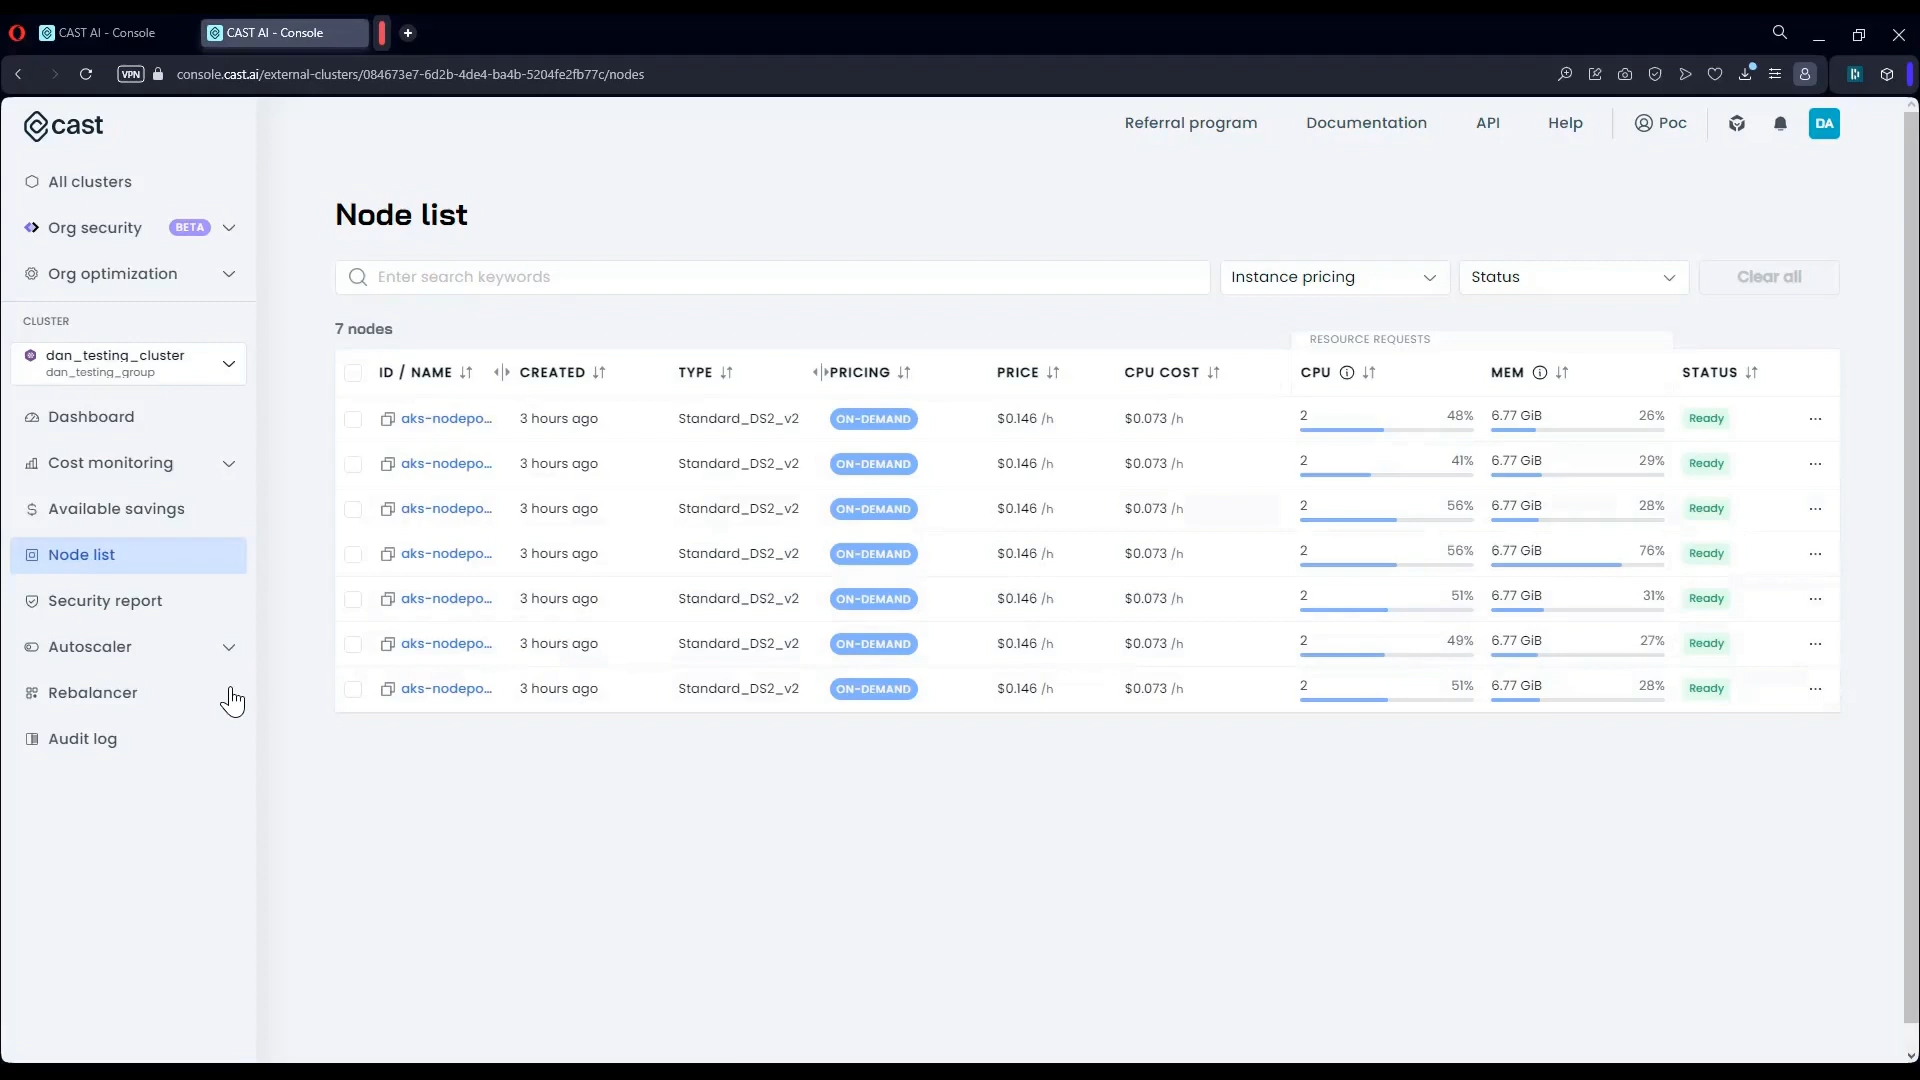 CAST AI - Console
CAST AI - Console
VPN
console.cast.ai/external-clusters/084673e7-6d2b-4de4-ba4b-5204fe2fb77c/nodes
cast
Referral program
Documentation
API
Help
Poc
DA
All clusters
Org security BETA
Org optimization
CLUSTER
dan_testing_cluster
dan_testing_group
Dashboard
Cost monitoring
Available savings
Node list
Security report
Autoscaler
Rebalancer
Audit log
Node list
Enter search keywords
Instance pricing
Status
Clear all
7 nodes
RESOURCE REQUESTS
ID / NAME CREATED TYPE PRICING PRICE CPU COST CPU MEM STATUS
aks-nodepo... 3 hours ago Standard_DS2_v2 ON-DEMAND $0.146 /h $0.073 /h 2 48% 6.77 GiB 26% Ready ...
aks-nodepo... 3 hours ago Standard_DS2_v2 ON-DEMAND $0.146 /h $0.073 /h 2 41% 6.77 GiB 29% Ready ...
aks-nodepo... 3 hours ago Standard_DS2_v2 ON-DEMAND $0.146 /h $0.073 /h 2 56% 6.77 GiB 28% Ready ...
aks-nodepo... 3 hours ago Standard_DS2_v2 ON-DEMAND $0.146 /h $0.073 /h 2 56% 6.77 GiB 76% Ready ...
aks-nodepo... 3 hours ago Standard_DS2_v2 ON-DEMAND $0.146 /h $0.073 /h 2 51% 6.77 GiB 31% Ready ...
aks-nodepo... 3 hours ago Standard_DS2_v2 ON-DEMAND $0.146 /h $0.073 /h 2 49% 6.77 GiB 27% Ready ...
aks-nodepo... 3 hours ago Standard_DS2_v2 ON-DEMAND $0.146 /h $0.073 /h 2 51% 6.77 GiB 28% Ready ...